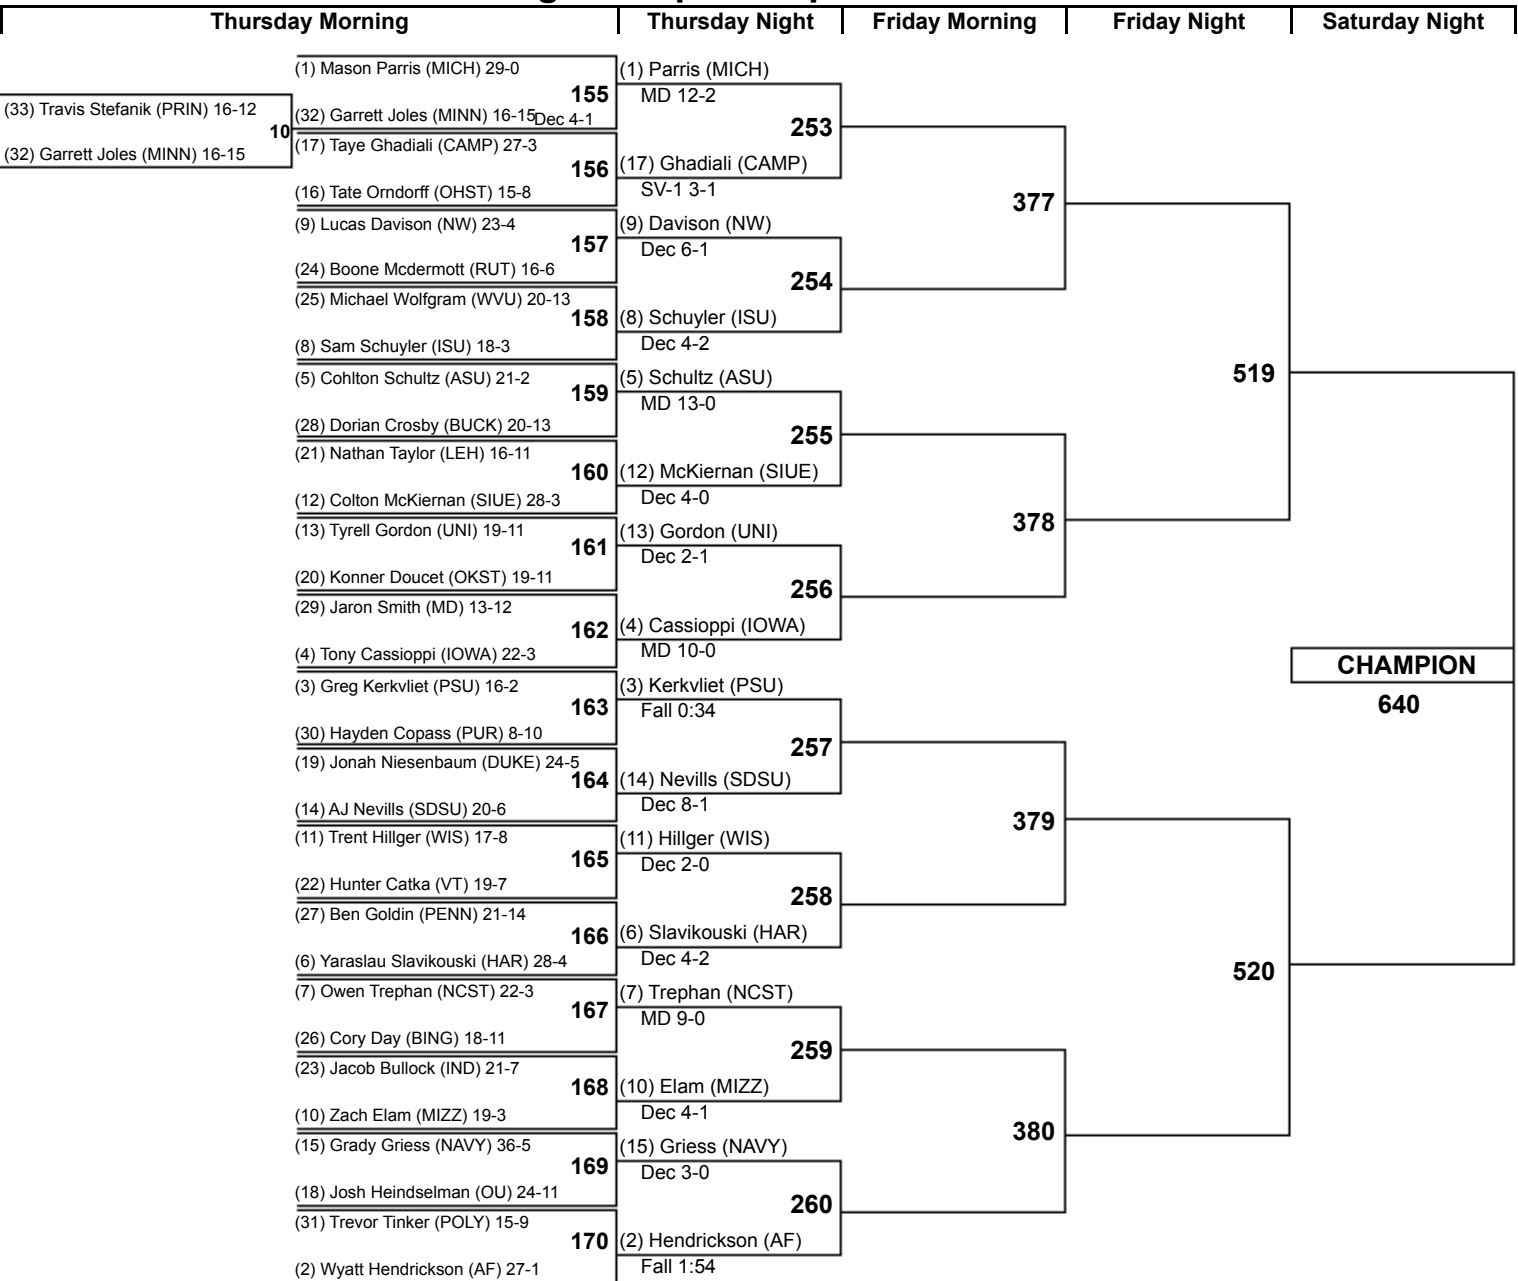 Thursday Morning Thursday Night Friday Morning Friday Night Saturday Night
(33) Travis Stefanik (PRIN) 16-12
10
(32) Garrett Joles (MINN) 16-15
(1) Mason Parris (MICH) 29-0
155
(32) Garrett Joles (MINN) 16-15 Dec 4-1
(17) Taye Ghadiali (CAMP) 27-3
156
(16) Tate Orndorff (OHST) 15-8
(9) Lucas Davison (NW) 23-4
157
(24) Boone Mcdermott (RUT) 16-6
(25) Michael Wolfgram (WVU) 20-13
158
(8) Sam Schuyler (ISU) 18-3
(5) Cohlton Schultz (ASU) 21-2
159
(28) Dorian Crosby (BUCK) 20-13
(21) Nathan Taylor (LEH) 16-11
160
(12) Colton McKiernan (SIUE) 28-3
(13) Tyrell Gordon (UNI) 19-11
161
(20) Konner Doucet (OKST) 19-11
(29) Jaron Smith (MD) 13-12
162
(4) Tony Cassioppi (IOWA) 22-3
(3) Greg Kerkvliet (PSU) 16-2
163
(30) Hayden Copass (PUR) 8-10
(19) Jonah Niesenbaum (DUKE) 24-5
164
(14) AJ Nevills (SDSU) 20-6
(11) Trent Hillger (WIS) 17-8
165
(22) Hunter Catka (VT) 19-7
(27) Ben Goldin (PENN) 21-14
166
(6) Yaraslau Slavikouski (HAR) 28-4
(7) Owen Trephan (NCST) 22-3
167
(26) Cory Day (BING) 18-11
(23) Jacob Bullock (IND) 21-7
168
(10) Zach Elam (MIZZ) 19-3
(15) Grady Griess (NAVY) 36-5
169
(18) Josh Heindselman (OU) 24-11
(31) Trevor Tinker (POLY) 15-9
170
(2) Wyatt Hendrickson (AF) 27-1
(1) Parris (MICH)
MD 12-2
253
(17) Ghadiali (CAMP)
SV-1 3-1
(9) Davison (NW)
Dec 6-1
254
(8) Schuyler (ISU)
Dec 4-2
(5) Schultz (ASU)
MD 13-0
255
(12) McKiernan (SIUE)
Dec 4-0
(13) Gordon (UNI)
Dec 2-1
256
(4) Cassioppi (IOWA)
MD 10-0
(3) Kerkvliet (PSU)
Fall 0:34
257
(14) Nevills (SDSU)
Dec 8-1
(11) Hillger (WIS)
Dec 2-0
258
(6) Slavikouski (HAR)
Dec 4-2
(7) Trephan (NCST)
MD 9-0
259
(10) Elam (MIZZ)
Dec 4-1
(15) Griess (NAVY)
Dec 3-0
260
(2) Hendrickson (AF)
Fall 1:54
377
378
379
380
519
520
CHAMPION
640